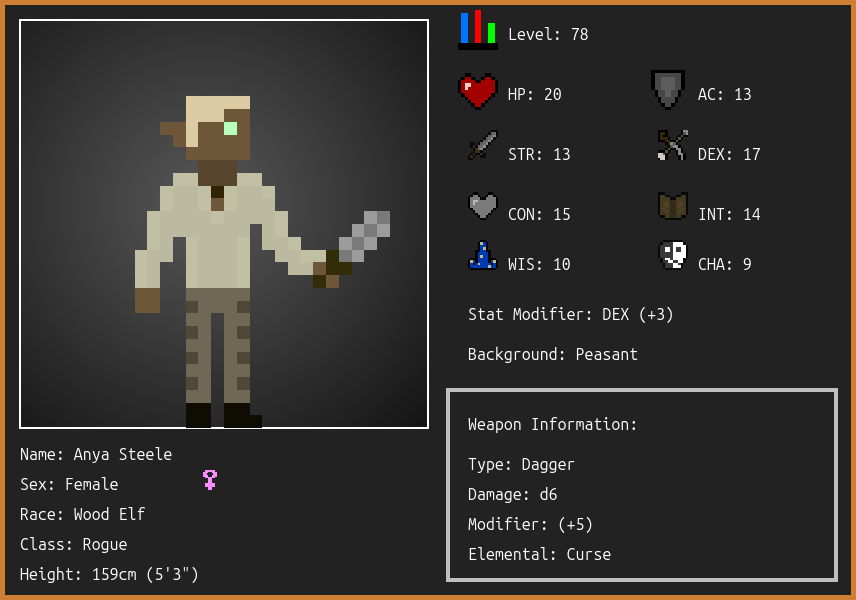 Level: 78
HP: 20
AC: 13
STR: 13
DEX: 17
CON: 15
INT: 14
WIS: 10
CHA: 9
Stat Modifier: DEX (+3)
Background: Peasant
Weapon Information:
Type: Dagger
Damage: d6
Modifier: (+5)
Elemental: Curse
Name: Anya Steele
Sex: Female
Race: Wood Elf
Class: Rogue
Height: 159cm (5'3")